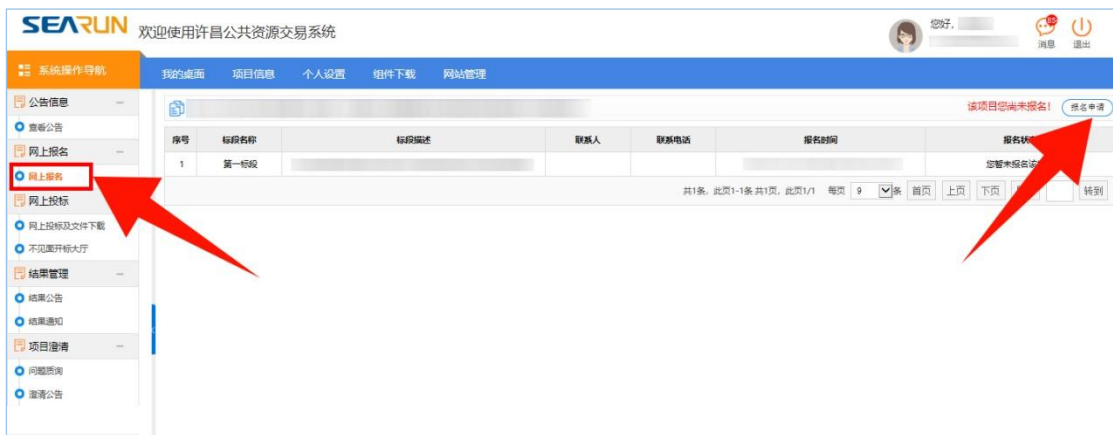 SEARUN 欢迎使用许昌公共资源交易系统
您好,
85
消息 退出
系统操作导航
我的桌面 项目信息 个人设置 组件下载 网站管理
公告信息
查看公告
网上报名
网上报名
网上投标
网上投标及文件下载
不见面开标大厅
结果管理
结果公告
结果通知
项目澄清
问题质询
澄清公告
该项目您尚未报名! 报名申请
序号 标段名称 标段描述 联系人 联系电话 报名时间 报名状
1 第一标段 您暂未报名该
共1条, 此页1-1条 共1页, 此页1/1 每页 9 条 首页 上页 下页 转到